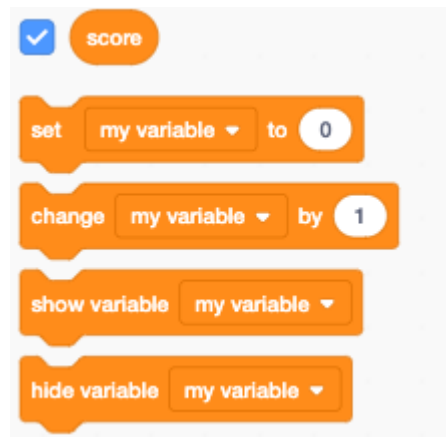 score
set my variable to 0
change my variable by 1
show variable my variable
hide variable my variable